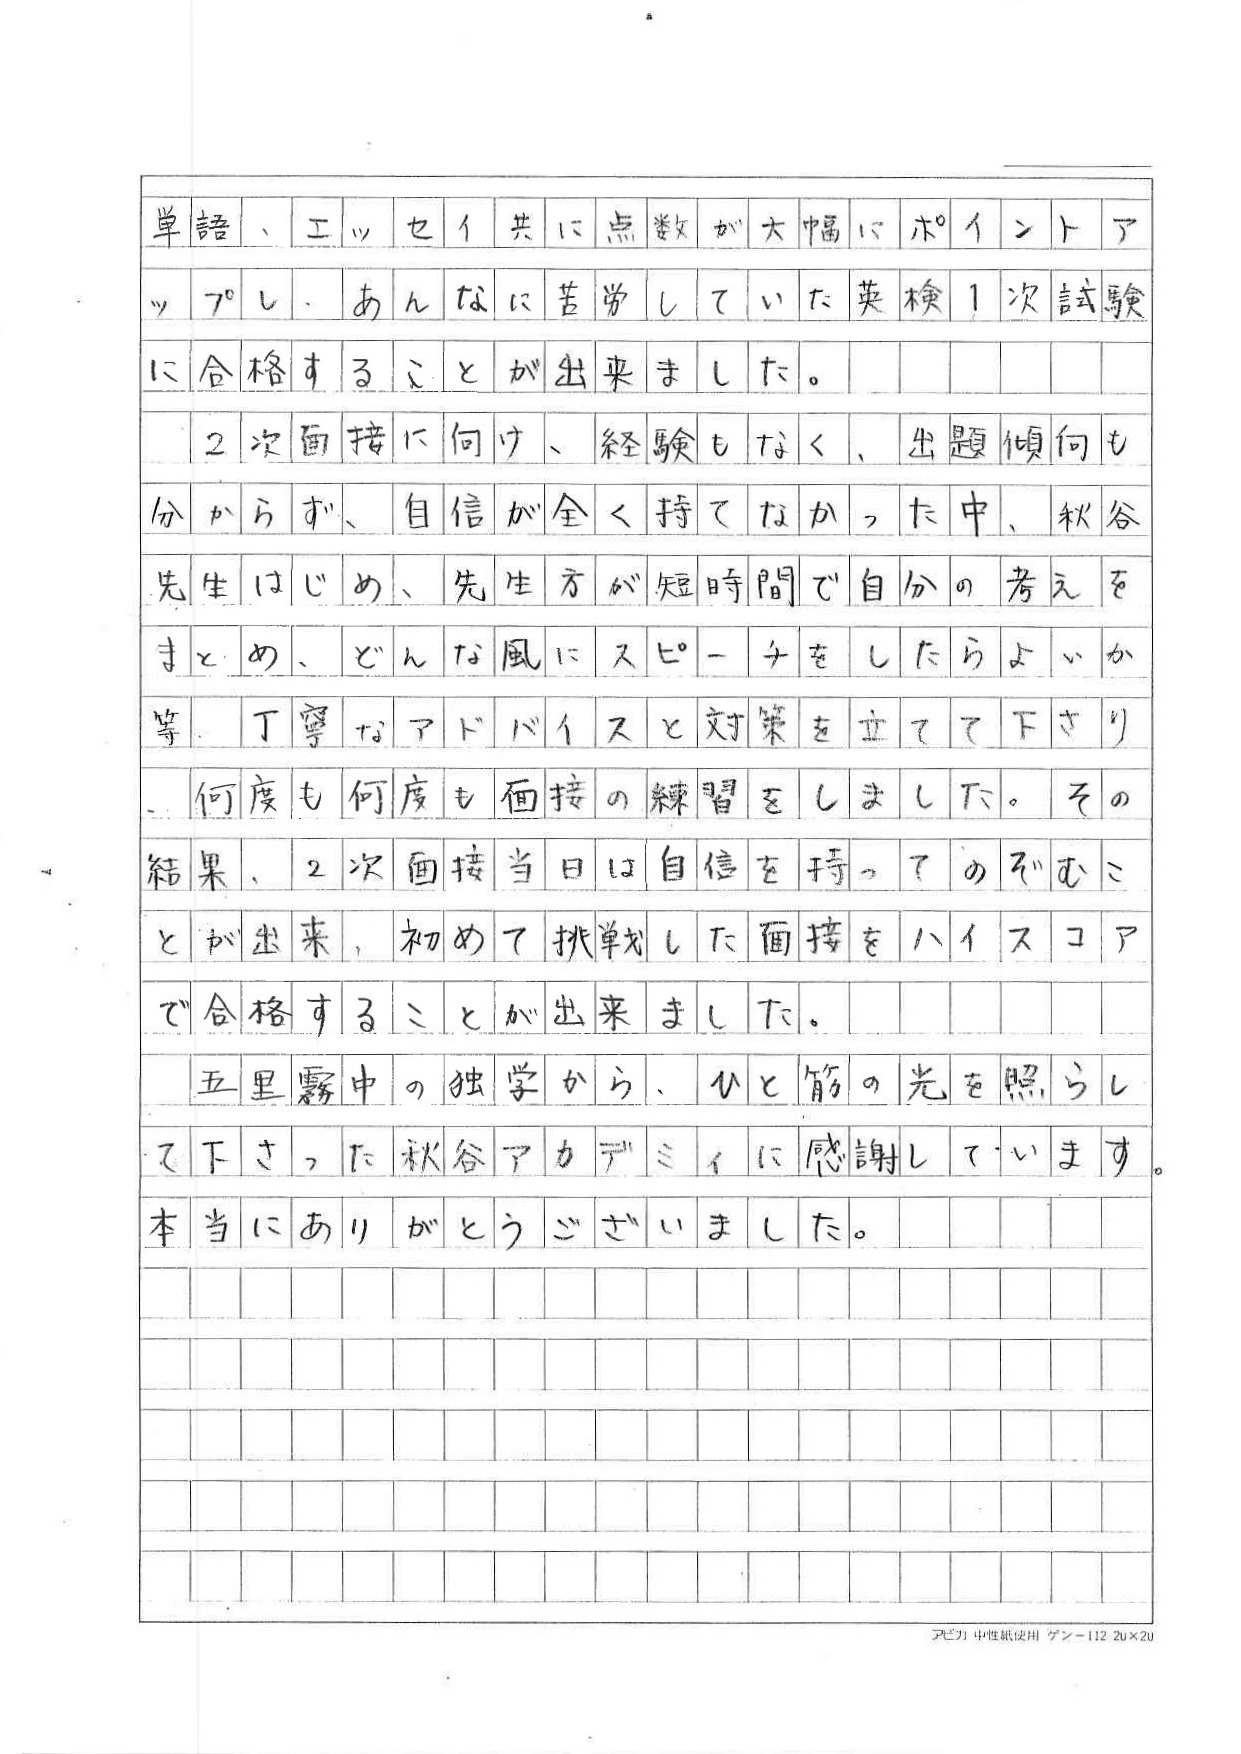 単語、エッセイ共に点数が大幅にポイントア
ップし、あんなに苦労していた英検1次試験
に合格することが出来ました。
　2次面接に向け、経験もなく、出題傾向も
分からず、自信が全く持てなかった中、秋谷
先生はじめ、先生方が短時間で自分の考えを
まとめ、どんな風にスピーチをしたらよいか
等、丁寧なアドバイスと対策を立てて下さり
、何度も何度も面接の練習をしました。その
結果、2次面接当日は自信を持ってのぞむこ
とが出来、初めて挑戦した面接をハイスコア
で合格することが出来ました。
　五里霧中の独学から、ひと筋の光を照らし
て下さった秋谷アカデミィに感謝しています。
本当にありがとうございました。
アピカ 中性紙使用 ゲンー112 20×20